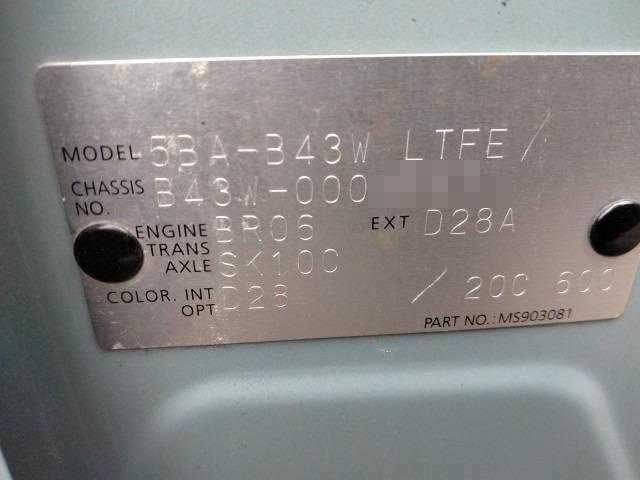 MODEL 5BA-B43W LTFE/
CHASSIS NO. B43W-000
ENGINE BR06 EXT D28A
TRANS AXLE SK10C
COLOR. INT D28 / 20C 600
OPT
PART NO.: MS903081